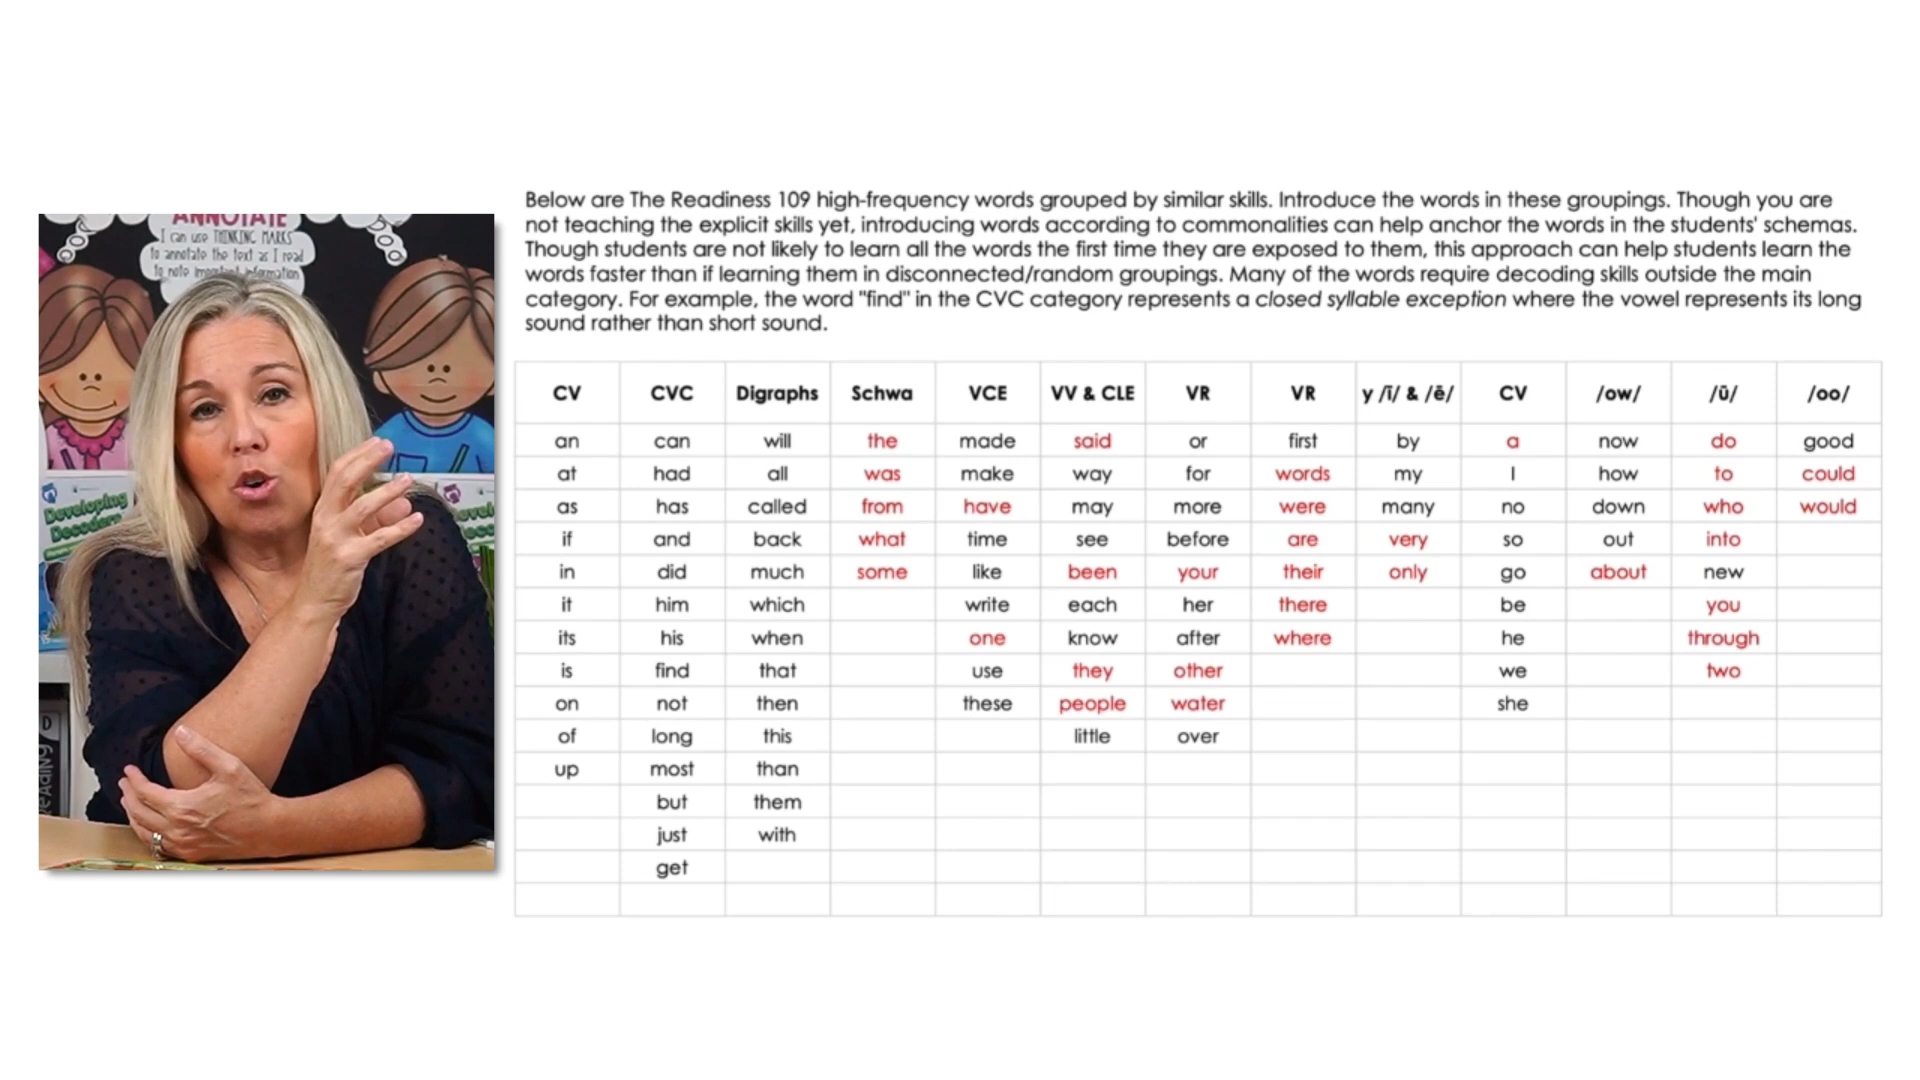 ANNOTATE
I can use THINKING MARKS
to annotate the text as I read
to note important information
Developing
Decoders
Below are The Readiness 109 high-frequency words grouped by similar skills. Introduce the words in these groupings. Though you are
not teaching the explicit skills yet, introducing words according to commonalities can help anchor the words in the students' schemas.
Though students are not likely to learn all the words the first time they are exposed to them, this approach can help students learn the
words faster than if learning them in disconnected/random groupings. Many of the words require decoding skills outside the main
category. For example, the word "find" in the CVC category represents a closed syllable exception where the vowel represents its long
sound rather than short sound.
CV CVC Digraphs Schwa VCE VV & CLE VR VR y /ī/ & /ē/ CV /ow/ /ū/ /oo/
an can will the made said or first by a now do good
at had all was make way for words my I how to could
as has called from have may more were many no down who would
if and back what time see before are very so out into
in did much some like been your their only go about new
it him which write each her there be you
its his when one know after where he through
is find that use they other we two
on not then these people water she
of long this little over
up most than
but them
just with
get